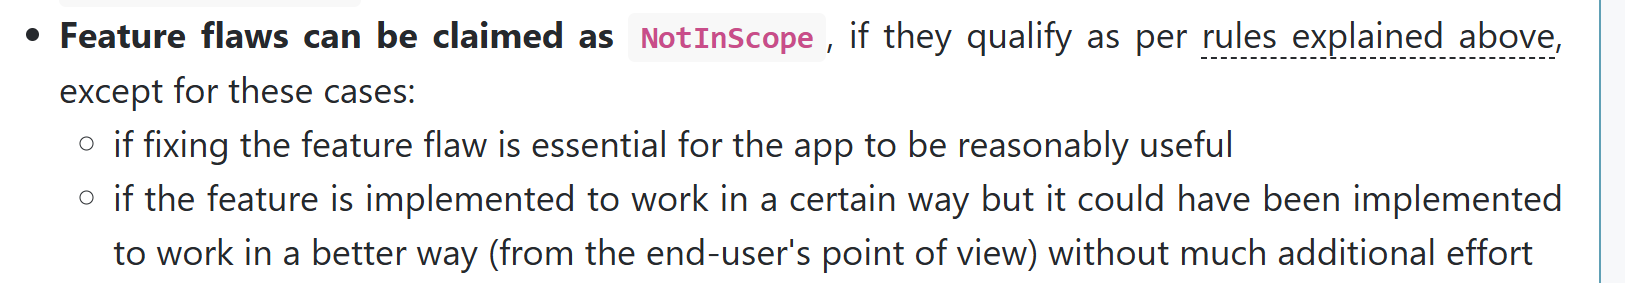 • Feature flaws can be claimed as NotInScope , if they qualify as per rules explained above,
except for these cases:
○ if fixing the feature flaw is essential for the app to be reasonably useful
○ if the feature is implemented to work in a certain way but it could have been implemented
to work in a better way (from the end-user's point of view) without much additional effort